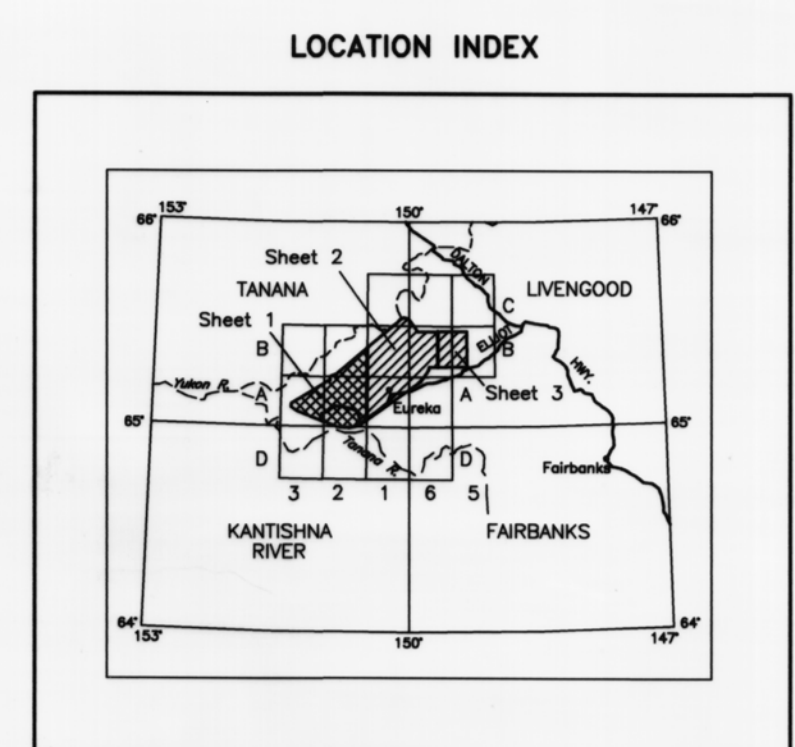 LOCATION INDEX
153°
150°
147°
66°
66°
Sheet 2
DALTON
TANANA
LIVENGOOD
Sheet 1
C
ELLIOT
B
B
HWY.
Yukon R.
A
A
Sheet 3
Eureka
65°
65°
Tanana R.
D
D
Fairbanks
3
2
1
6
5
KANTISHNA
RIVER
FAIRBANKS
64°
64°
153°
150°
147°